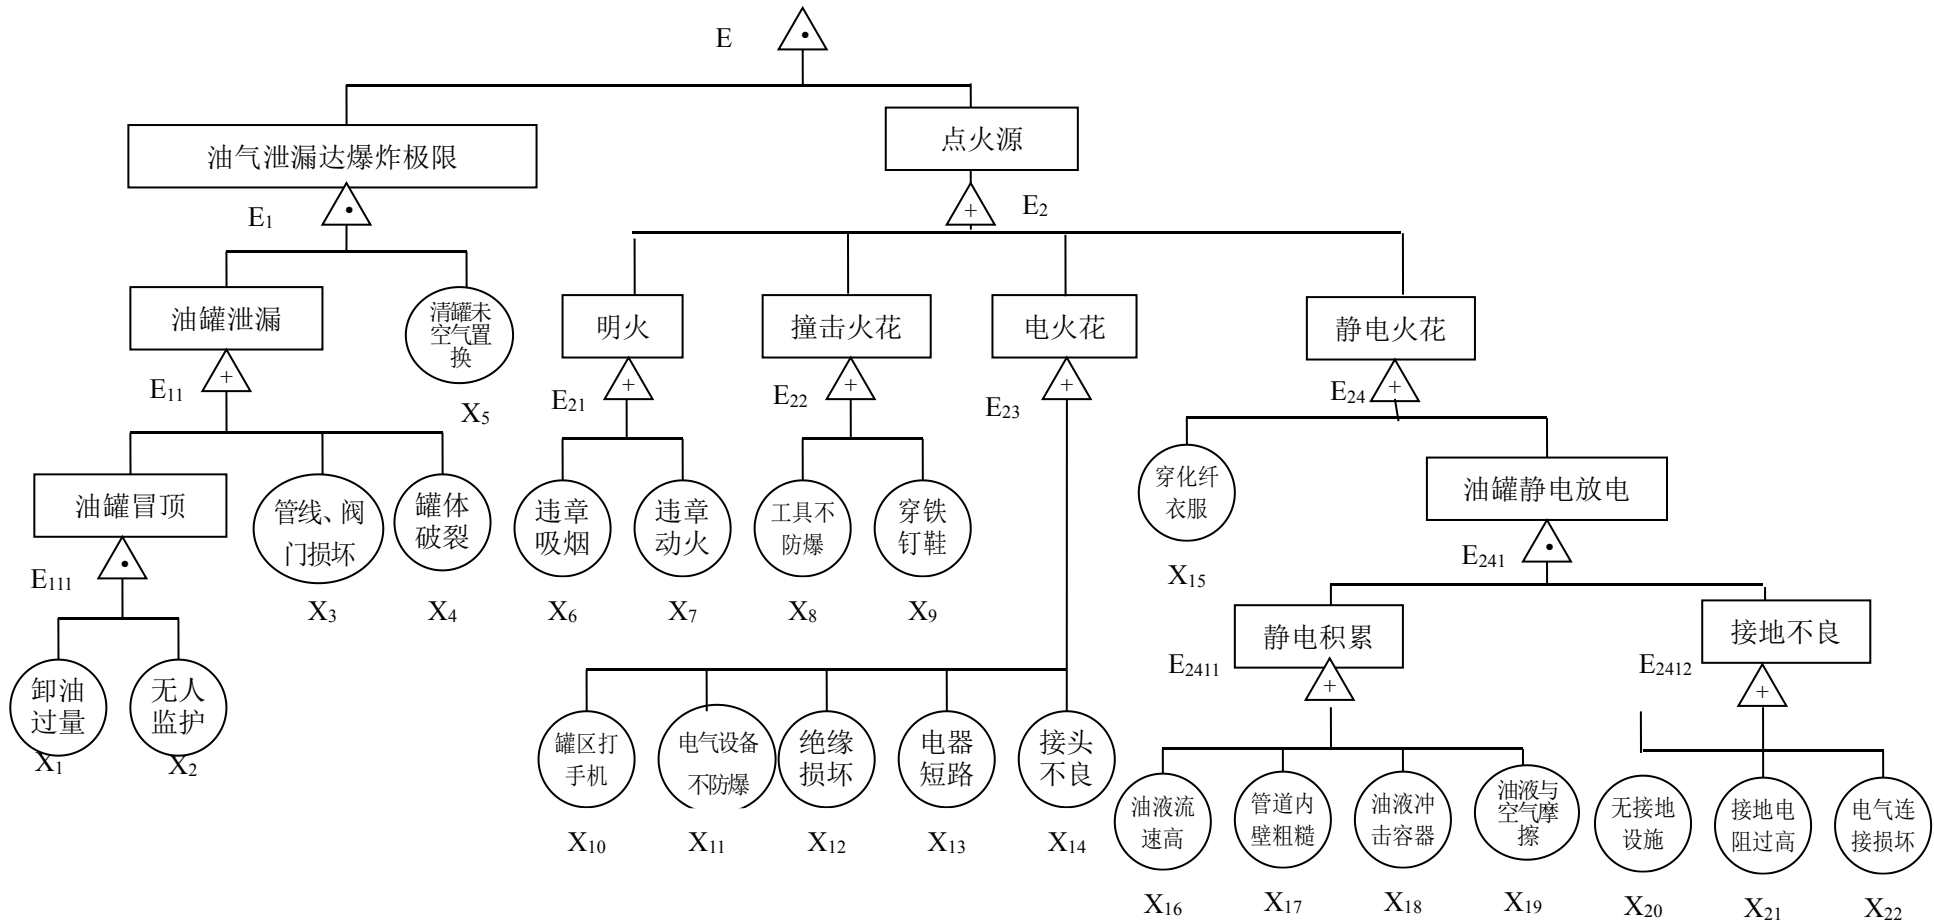 E
油气泄漏达爆炸极限
点火源
E1
E2
+
油罐泄漏
清罐未
空气置
换
明火
撞击火花
电火花
静电火花
E11
+
X5
E21
+
E22
+
E23
+
E24
+
油罐冒顶
管线、阀
门损坏
罐体
破裂
违章
吸烟
违章
动火
工具不
防爆
穿铁
钉鞋
穿化纤
衣服
油罐静电放电
E111
X3
X4
X6
X7
X8
X9
X15
E241
卸油
过量
无人
监护
静电积累
接地不良
E2411
+
E2412
+
X1
X2
罐区打
手机
电气设备
不防爆
绝缘
损坏
电器
短路
接头
不良
油液流
速高
管道内
壁粗糙
油液冲
击容器
油液与
空气摩
擦
无接地
设施
接地电
阻过高
电气连
接损坏
X10
X11
X12
X13
X14
X16
X17
X18
X19
X20
X21
X22